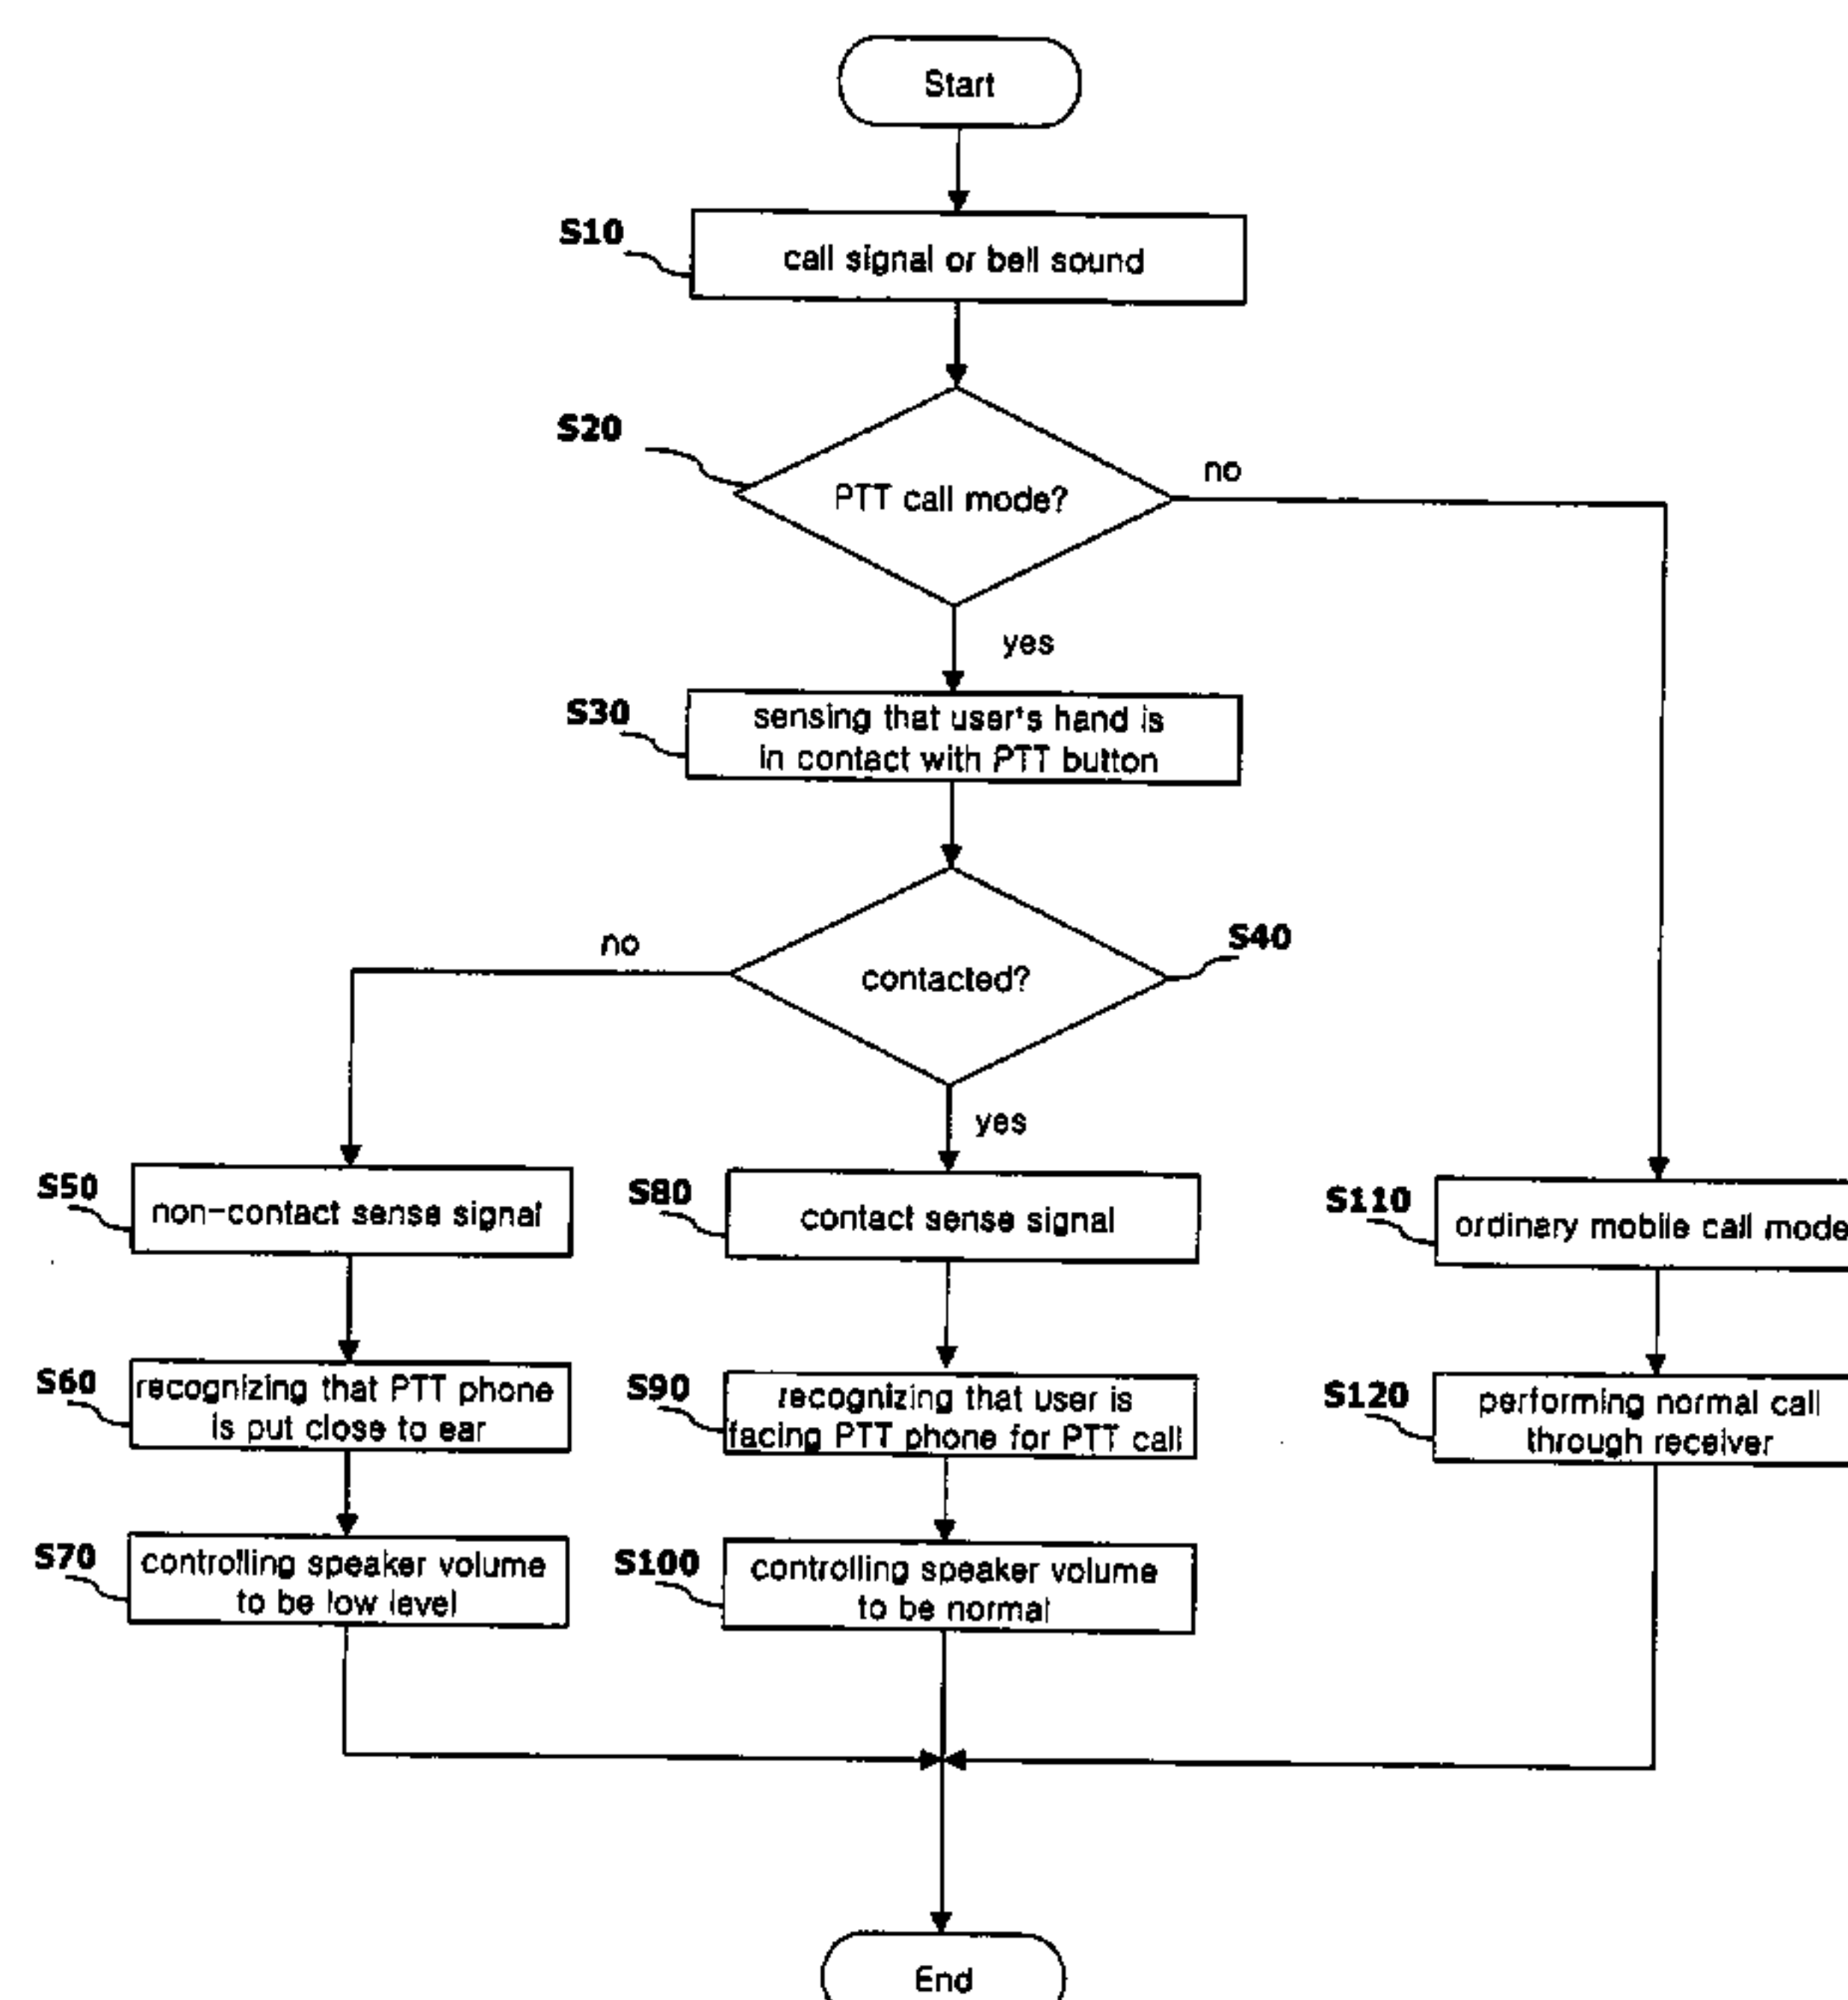 Start
S10
call signal or bell sound
S20
PTT call mode?
no
yes
S30
sensing that user's hand is
in contact with PTT button
no
contacted?
S40
yes
S50
non-contact sense signal
S80
contact sense signal
S110
ordinary mobile call mode
S60
recognizing that PTT phone
is put close to ear
S90
recognizing that user is
facing PTT phone for PTT call
S120
performing normal call
through receiver
S70
controlling speaker volume
to be low level
S100
controlling speaker volume
to be normal
End